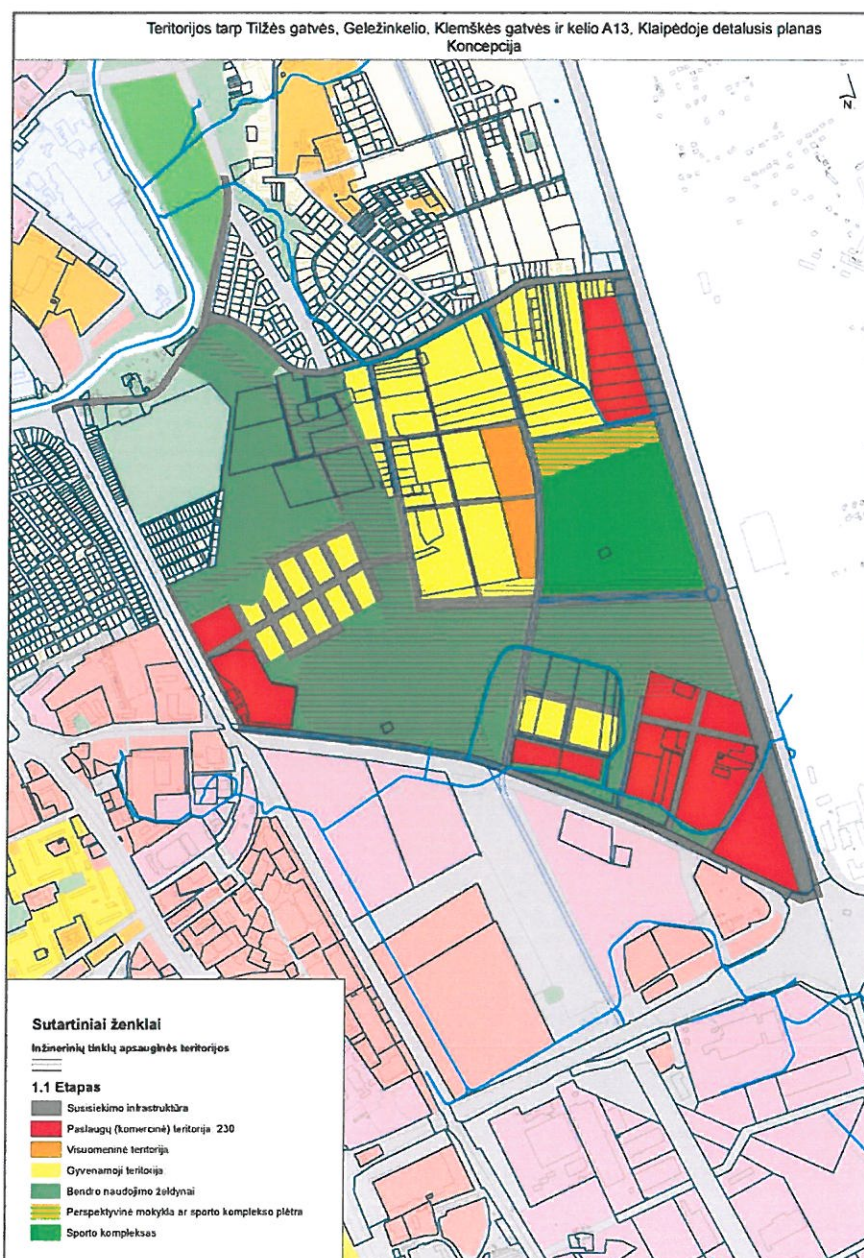 Teritorijos tarp Tilžės gatvės, Geležinkelio, Klemškės gatvės ir kelio A13, Klaipėdoje detalusis planas
Koncepcija
N
Sutartiniai ženklai
Inžinerinių tinklų apsauginės teritorijos
1.1 Etapas
Susisiekimo infrastruktūra
Paslaugų (komercinė) teritorija 230
Visuomeninė teritorija
Gyvenamoji teritorija
Bendro naudojimo želdynai
Perspektyvinė mokykla ar sporto komplekso plėtra
Sporto kompleksas